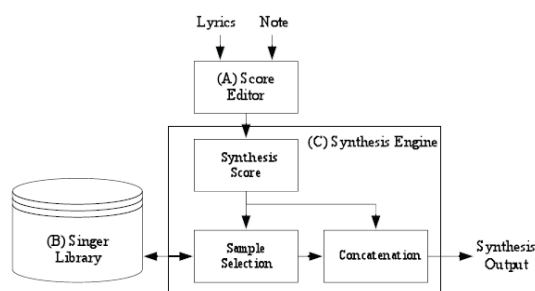 Lyrics Note
(A) Score
Editor
(C) Synthesis Engine
Synthesis
Score
(B) Singer
Library
Sample
Selection
Concatenation
Synthesis
Output